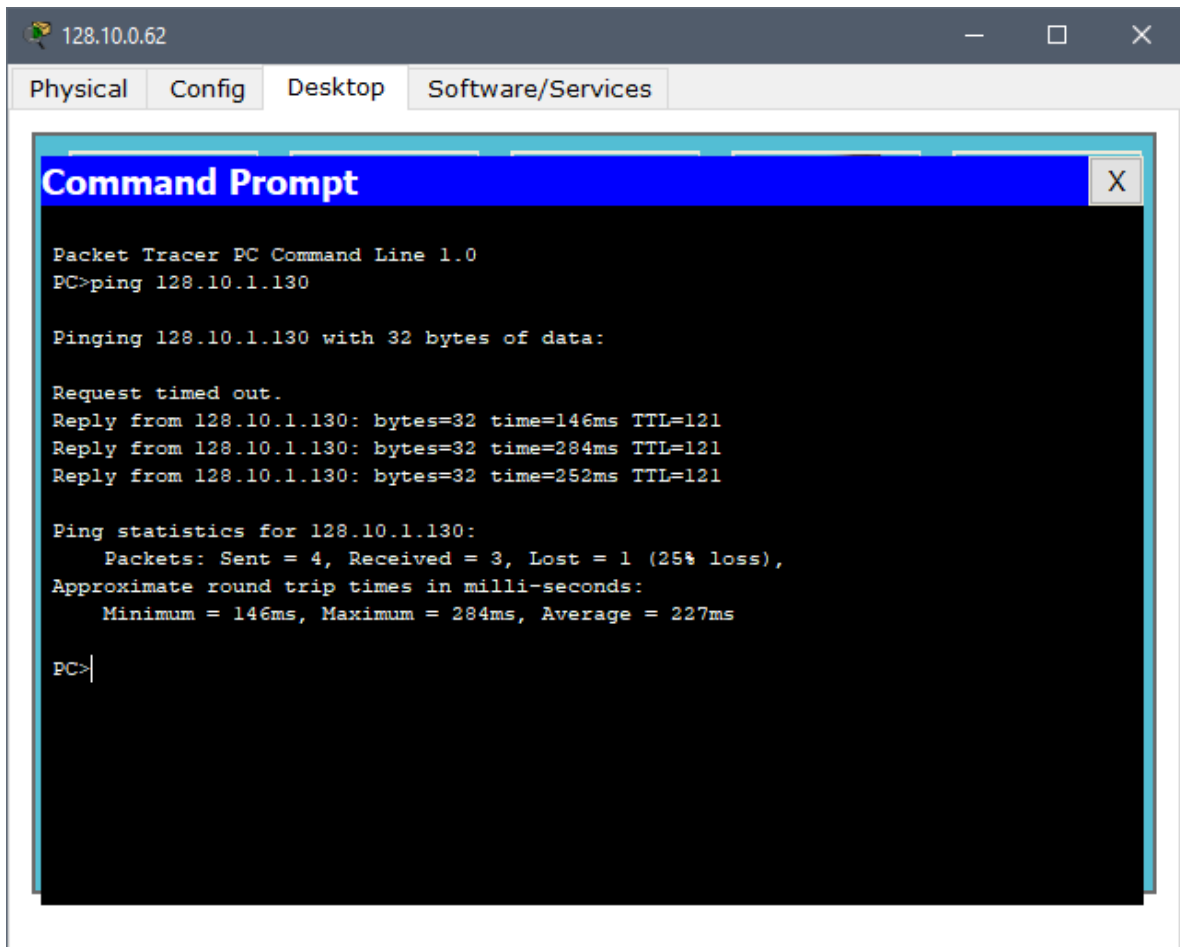 128.10.0.62
Physical Config Desktop Software/Services
Command Prompt X
Packet Tracer PC Command Line 1.0
PC>ping 128.10.1.130
Pinging 128.10.1.130 with 32 bytes of data:
Request timed out.
Reply from 128.10.1.130: bytes=32 time=146ms TTL=121
Reply from 128.10.1.130: bytes=32 time=284ms TTL=121
Reply from 128.10.1.130: bytes=32 time=252ms TTL=121
Ping statistics for 128.10.1.130:
Packets: Sent = 4, Received = 3, Lost = 1 (25% loss),
Approximate round trip times in milli-seconds:
Minimum = 146ms, Maximum = 284ms, Average = 227ms
PC>